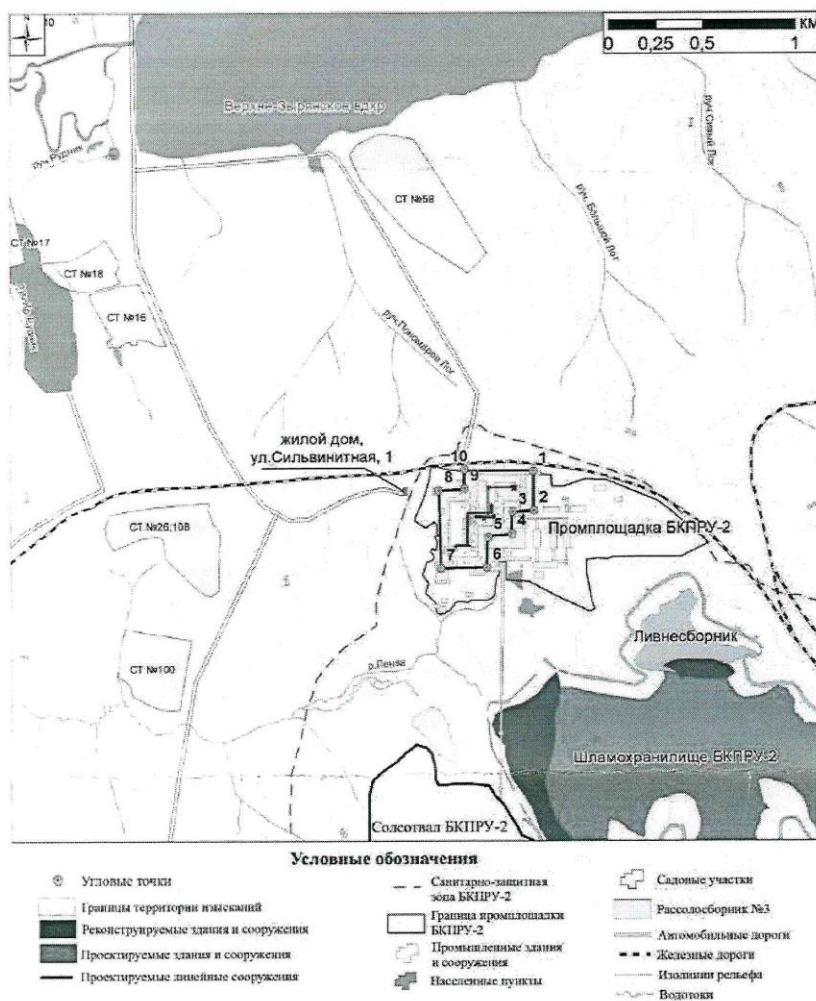 10
КМ
0 0,25 0,5 1
Верхне-Зырянское вдхр
руч.Рудник
руч.Сивый Лог
СТ №58
руч. Большой Лог
СТ №17
СТ №18
СТ №16
руч.Пономарев Лог
жилой дом,
ул.Сильвинитная, 1
10
1
8
9
2
3
4
5
6
7
Промплощадка БКПРУ-2
СТ №26;108
СТ №100
р.Ленва
Ливнесборник
Шламохранилище БКПРУ-2
Солеотвал БКПРУ-2
Условные обозначения
Угловые точки
Границы территории изысканий
Реконструируемые здания и сооружения
Проектируемые здания и сооружения
Проектируемые линейные сооружения
Санитарно-защитная
зона БКПРУ-2
Граница промплощадки
БКПРУ-2
Промышленные здания
и сооружения
Населенные пункты
Садовые участки
Рассолосборник №3
Автомобильные дороги
Железные дороги
Изолинии рельефа
Водотоки